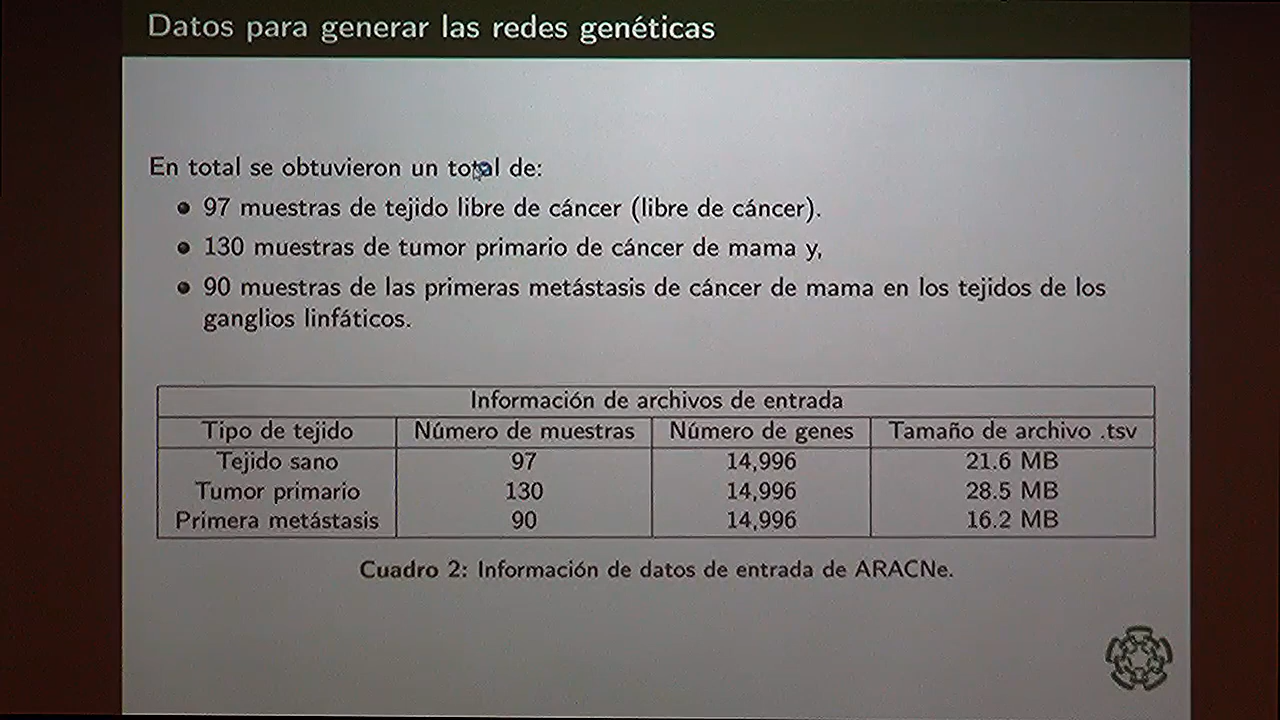 Datos para generar las redes genéticas
En total se obtuvieron un total de:
97 muestras de tejido libre de cáncer (libre de cáncer).
130 muestras de tumor primario de cáncer de mama y,
90 muestras de las primeras metástasis de cáncer de mama en los tejidos de los
ganglios linfáticos.
Información de archivos de entrada
Tipo de tejido Número de muestras Número de genes Tamaño de archivo .tsv
Tejido sano 97 14,996 21.6 MB
Tumor primario 130 14,996 28.5 MB
Primera metástasis 90 14,996 16.2 MB
Cuadro 2: Información de datos de entrada de ARACNe.